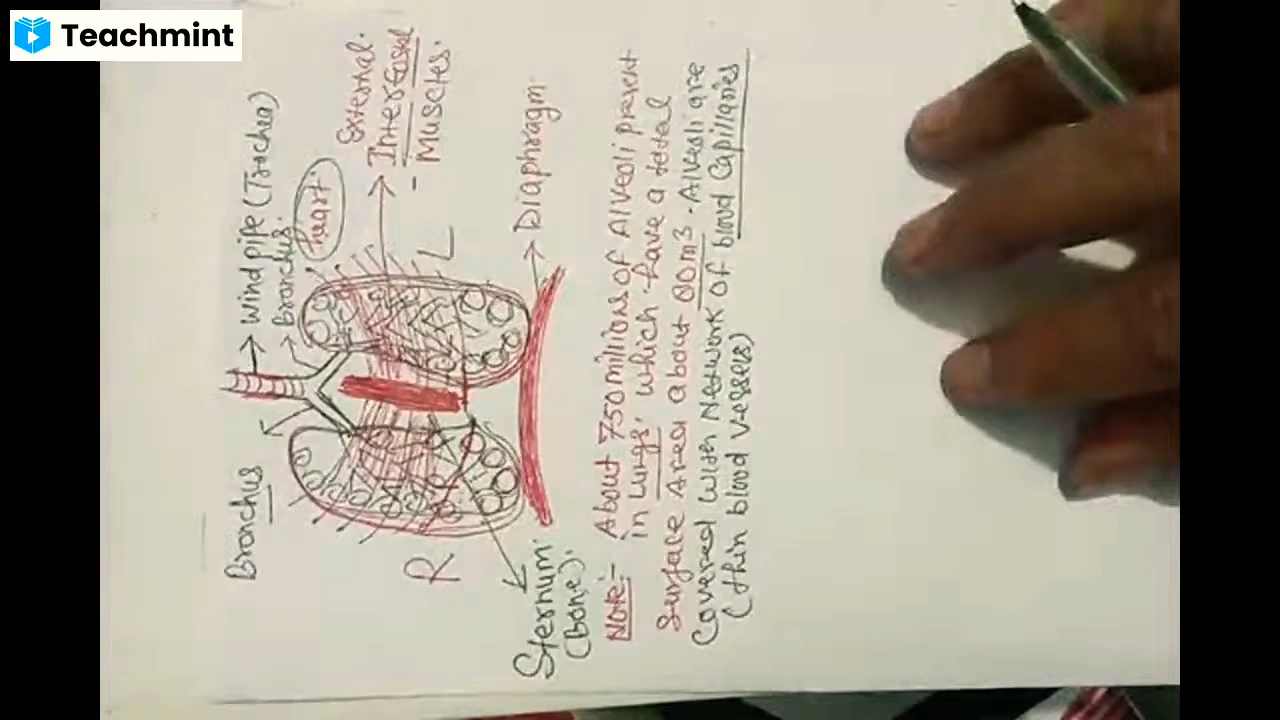 Teachmint
Wind pipe (Trachea)
bronchus.
heart.
External.
Intercostal
- Muscles.
Bronchus
L
R
Diaphragm.
Sternum.
(bone).
Note:- About 750 millions of Alveoli present
in Lungs, which have a total
Surface Area about 80m3. Alveoli are
Covered with Network of blood Capillaries
(thin blood vessels)